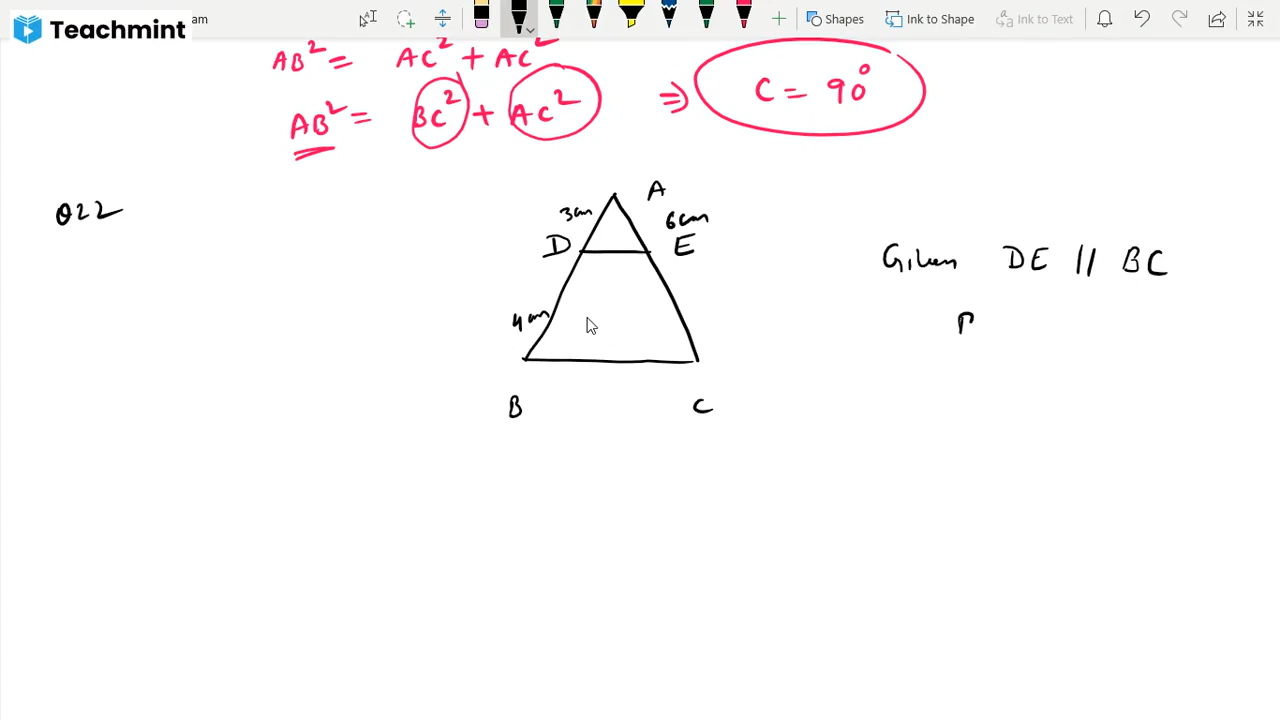 am
Shapes
Ink to Shape
Ink to Text
Teachmint
AB² = AC² + AC²
AB² = BC² + AC² ⇒ C = 90°
Q22
A
3cm
6cm
D
E
Given DE // BC
4cm
B
C